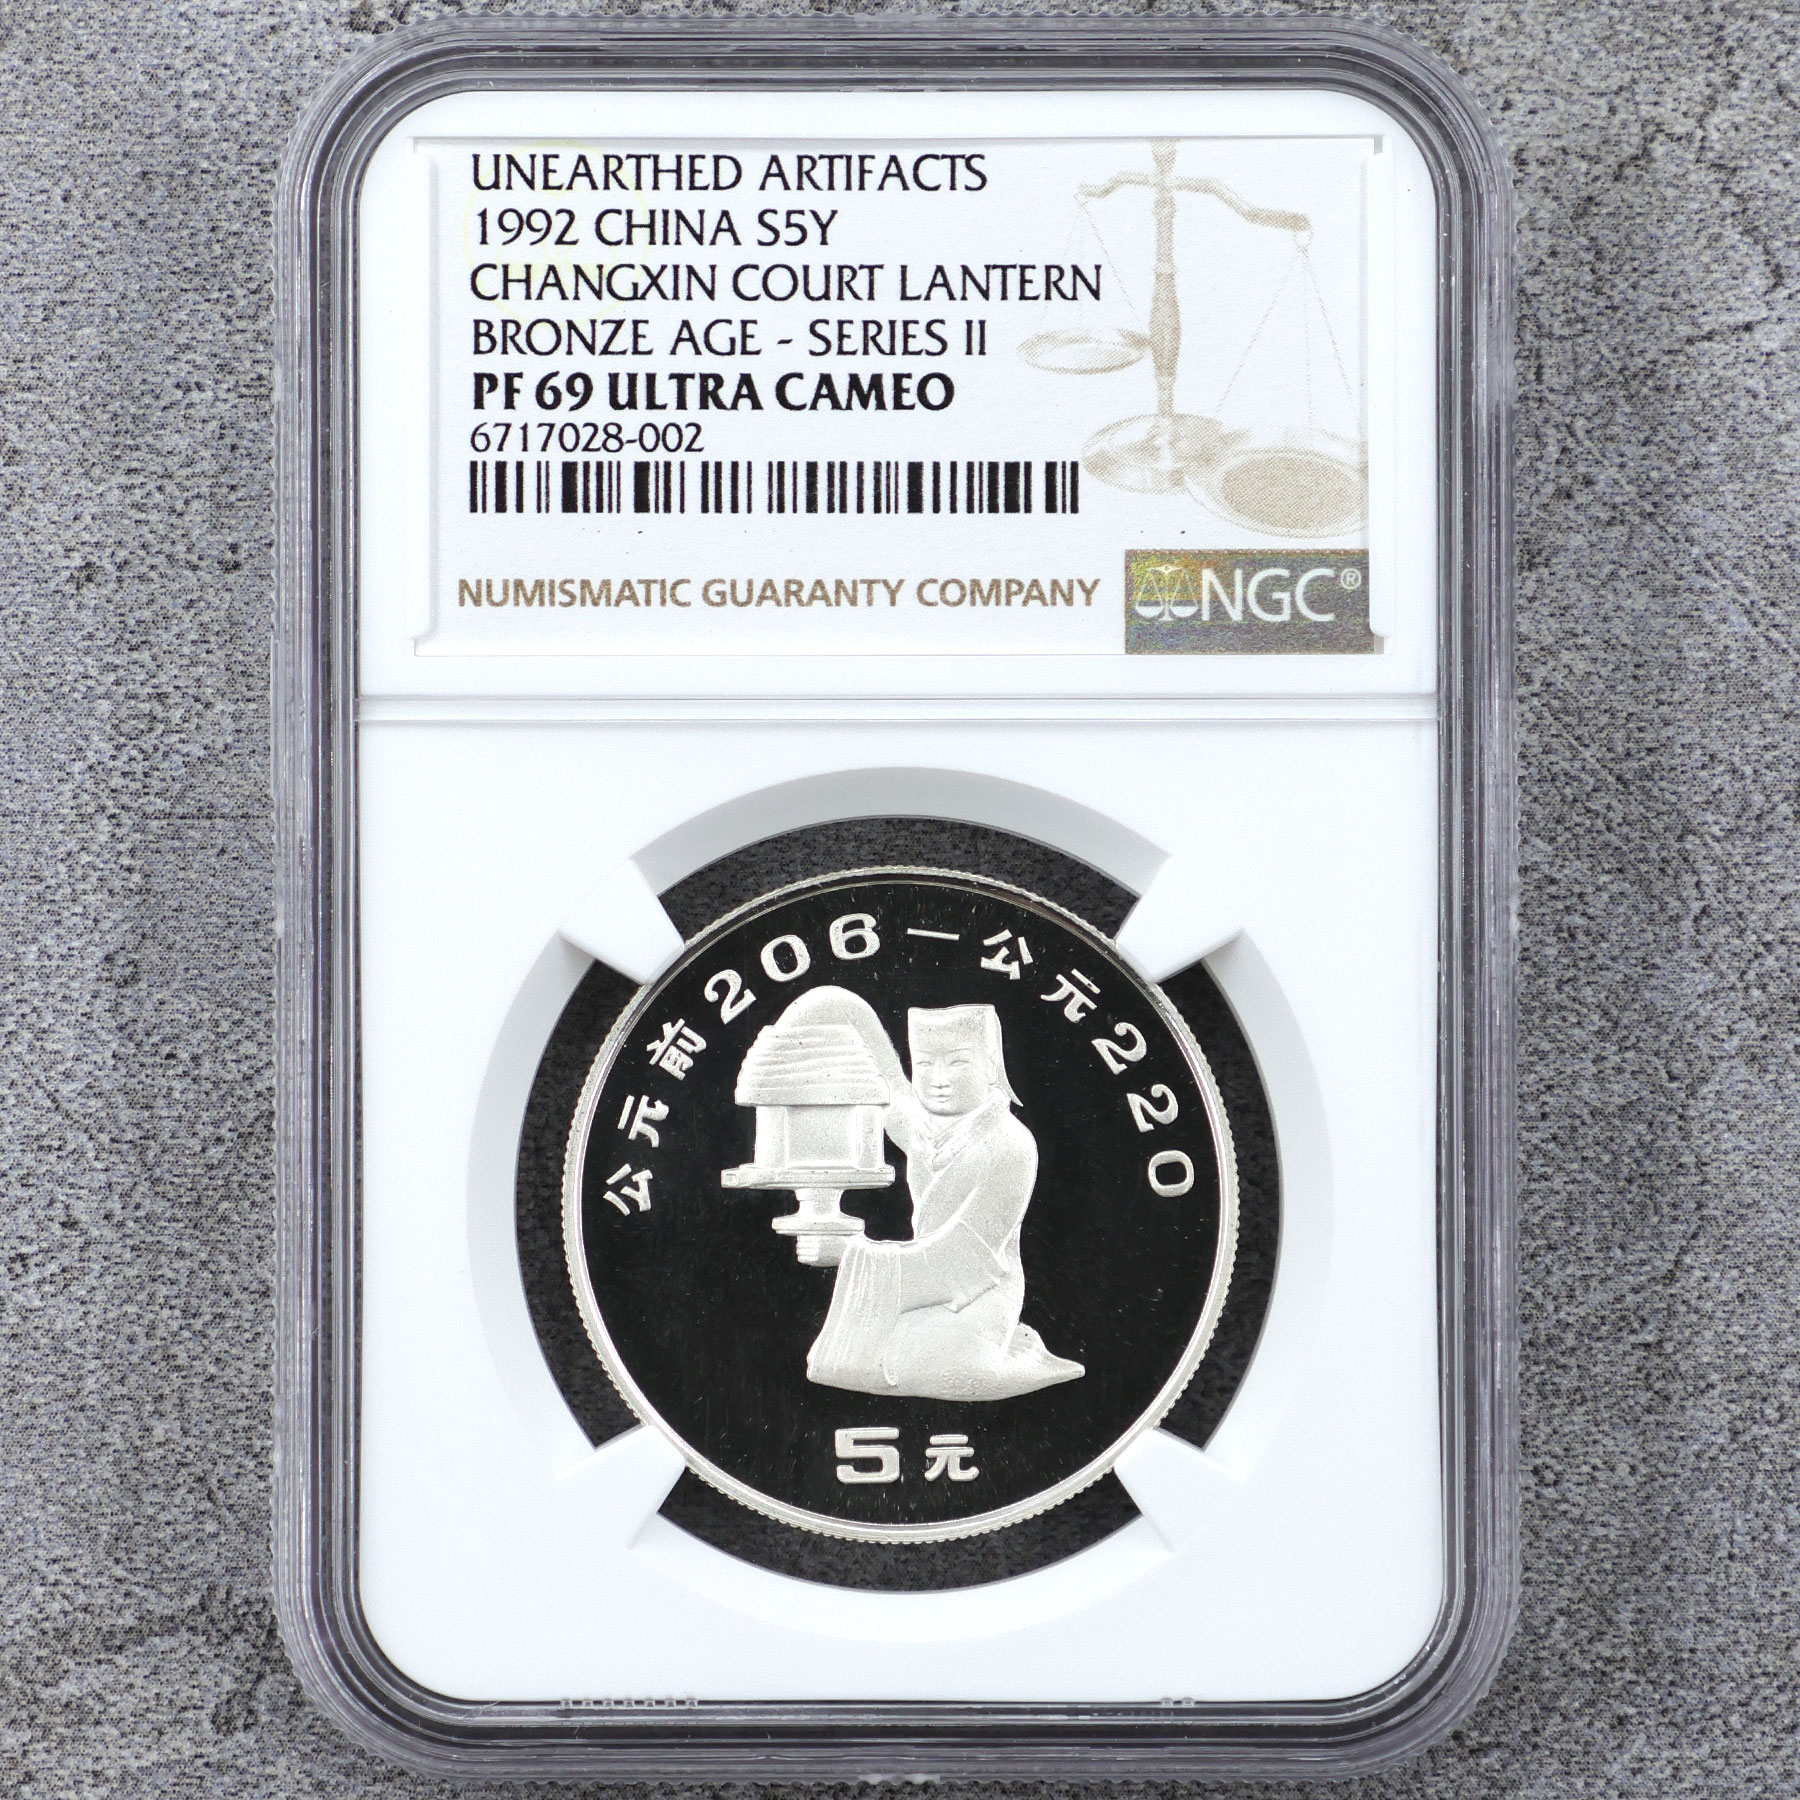 UNEARTHED ARTIFACTS
1992 CHINA S5Y
CHANGXIN COURT LANTERN
BRONZE AGE - SERIES II
PF 69 ULTRA CAMEO
6717028-002
NUMISMATIC GUARANTY COMPANY
NGC®
公元前206—公元220
5元